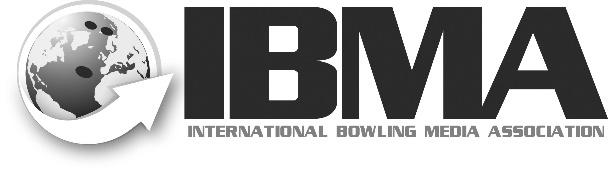 IBMA
INTERNATIONAL BOWLING MEDIA ASSOCIATION